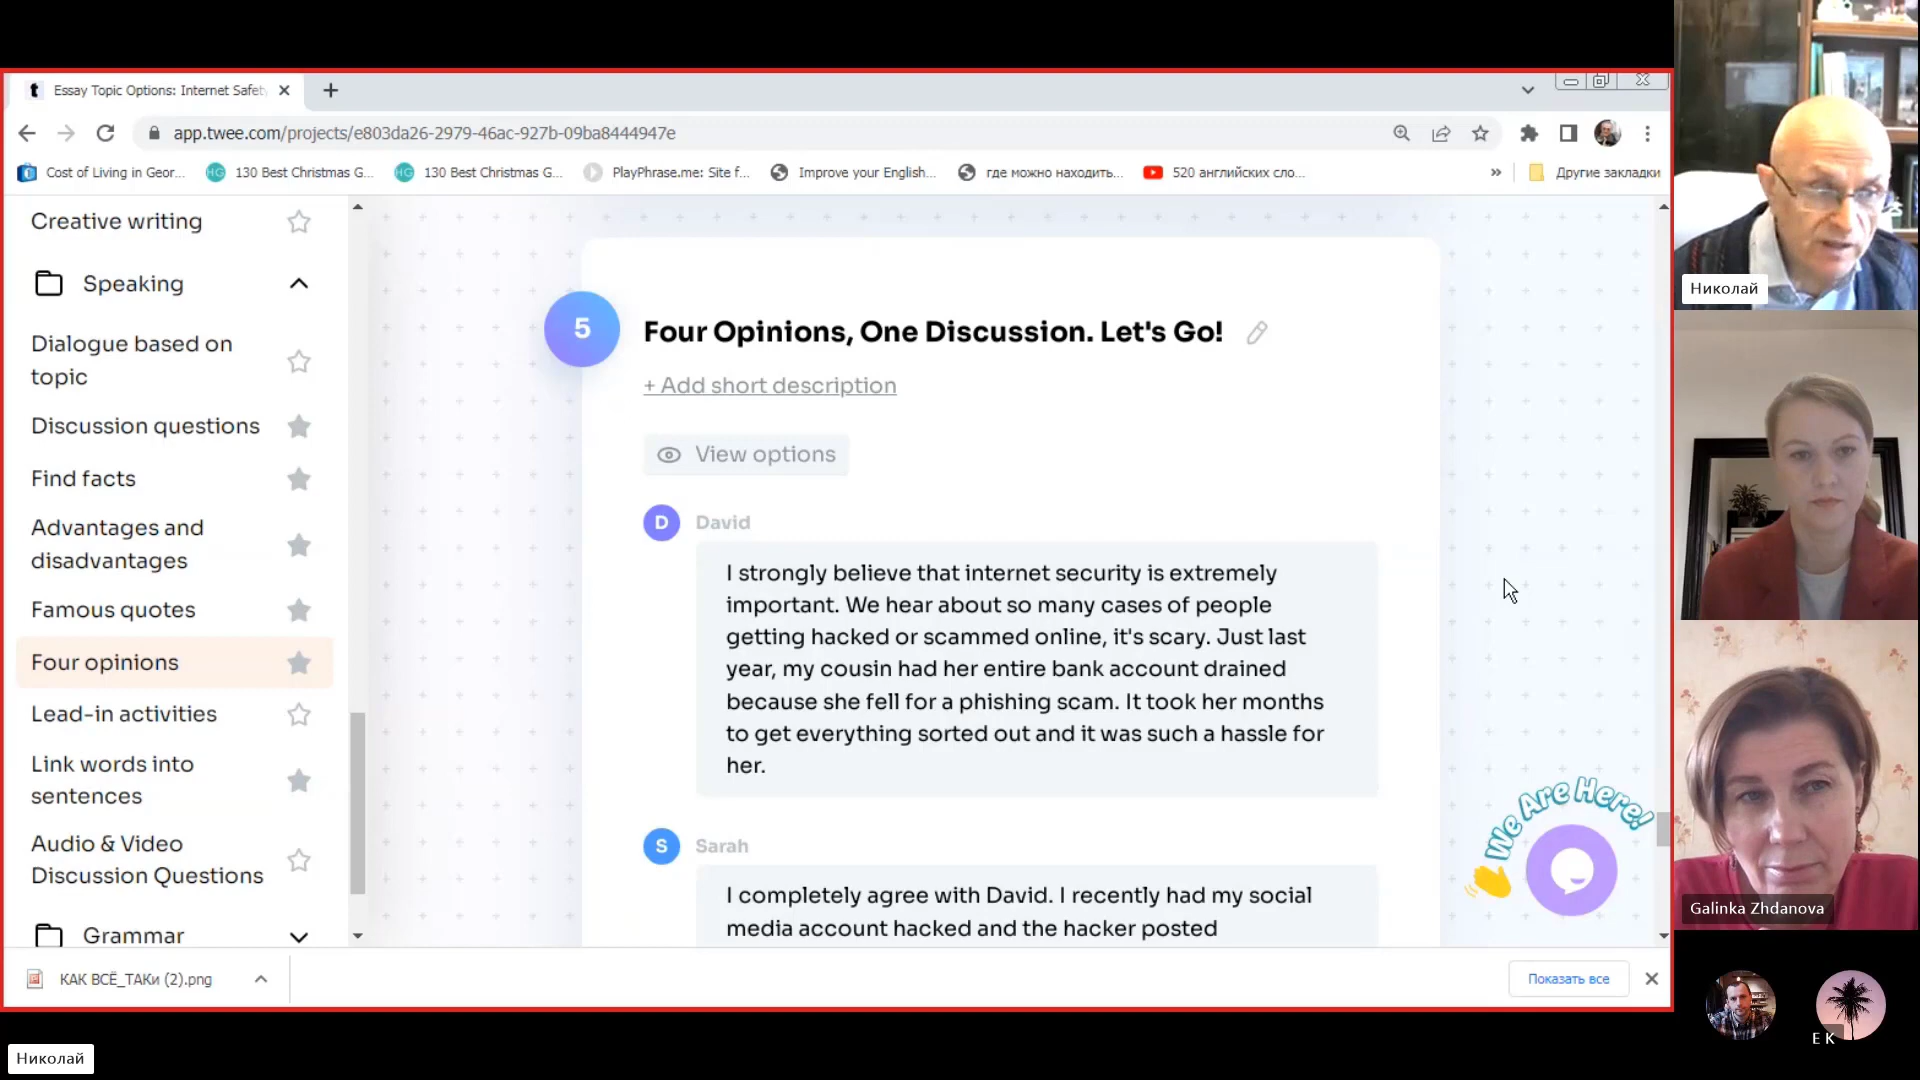 Essay Topic Options: Internet Safet
app.twee.com/projects/e803da26-2979-46ac-927b-09ba8444947e
Cost of Living in Geor...
130 Best Christmas G...
130 Best Christmas G...
PlayPhrase.me: Site f...
Improve your English...
где можно находить...
520 английских сло...
»
Другие закладки
Creative writing
Speaking
Dialogue based on
topic
Discussion questions
Find facts
Advantages and
disadvantages
Famous quotes
Four opinions
Lead-in activities
Link words into
sentences
Audio & Video
Discussion Questions
Grammar
5
Four Opinions, One Discussion. Let's Go!
+ Add short description
View options
D
David
I strongly believe that internet security is extremely
important. We hear about so many cases of people
getting hacked or scammed online, it's scary. Just last
year, my cousin had her entire bank account drained
because she fell for a phishing scam. It took her months
to get everything sorted out and it was such a hassle for
her.
S
Sarah
I completely agree with David. I recently had my social
media account hacked and the hacker posted
We Are Here!
КАК ВСЁ_ТАКи (2).png
Показать все
Николай
Galinka Zhdanova
E K
Николай